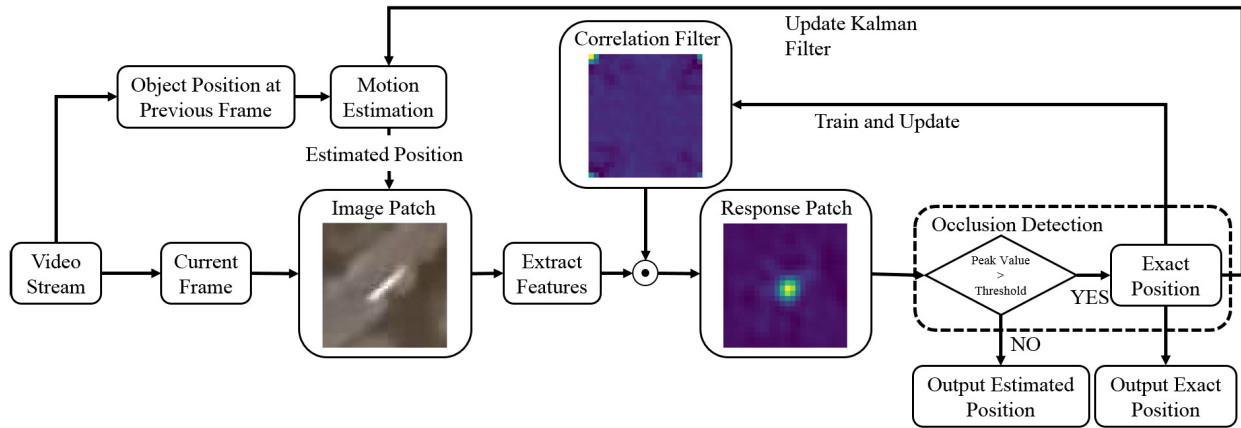 Update Kalman
Filter
Correlation Filter
Object Position at
Previous Frame
Motion
Estimation
Train and Update
Estimated Position
Image Patch
Response Patch
Occlusion Detection
Video
Stream
Current
Frame
Extract
Features
Peak Value
>
Threshold
YES
Exact
Position
NO
Output Estimated
Position
Output Exact
Position